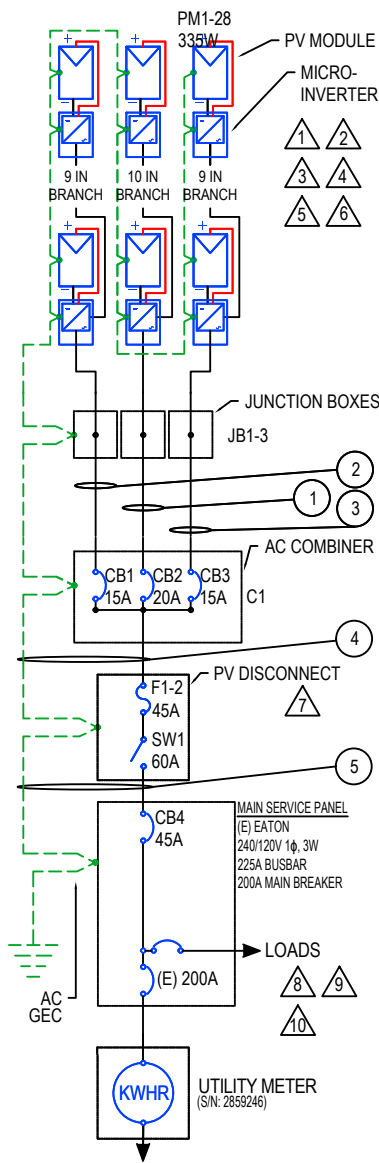 PM1-28
335W
PV MODULE
MICRO-
INVERTER
+ + +
1 2
3 4
5 6
9 IN
BRANCH
10 IN
BRANCH
9 IN
BRANCH
+ + +
JUNCTION BOXES
JB1-3
2
1
3
AC COMBINER
CB1
15A
CB2
20A
CB3
15A
C1
4
PV DISCONNECT
F1-2
45A
7
SW1
60A
5
MAIN SERVICE PANEL
(E) EATON
240/120V 1ϕ, 3W
225A BUSBAR
200A MAIN BREAKER
CB4
45A
LOADS
(E) 200A
8 9
10
AC
GEC
KWHR
UTILITY METER
(S/N: 2859246)